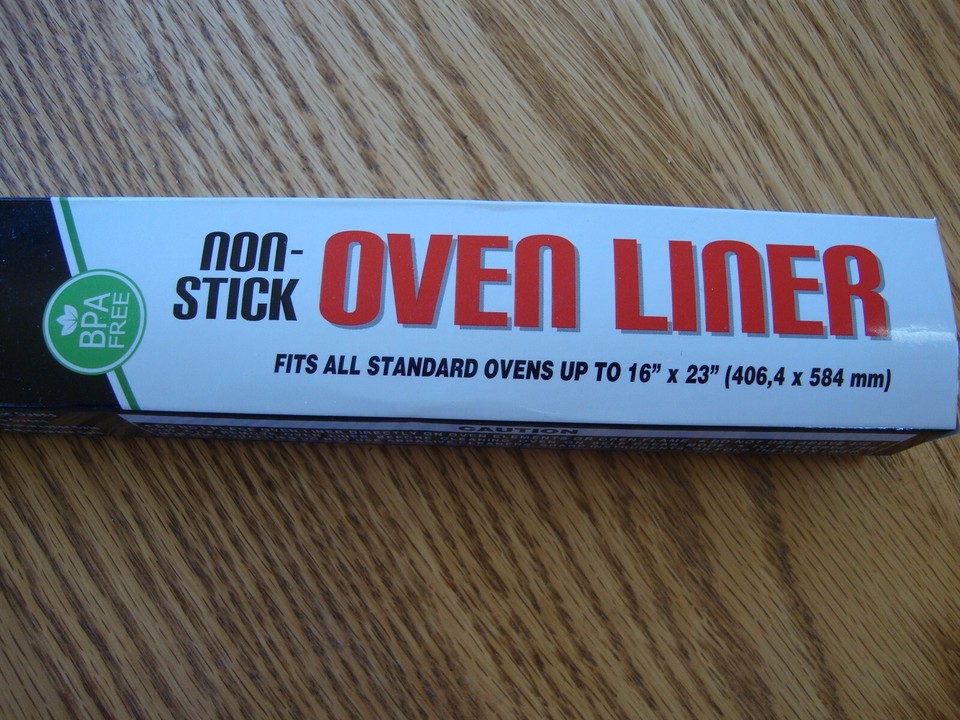 BPA
FREE
non-
STICK
OVEN LINER
FITS ALL STANDARD OVENS UP TO 16” x 23” (406,4 x 584 mm)
CAUTION